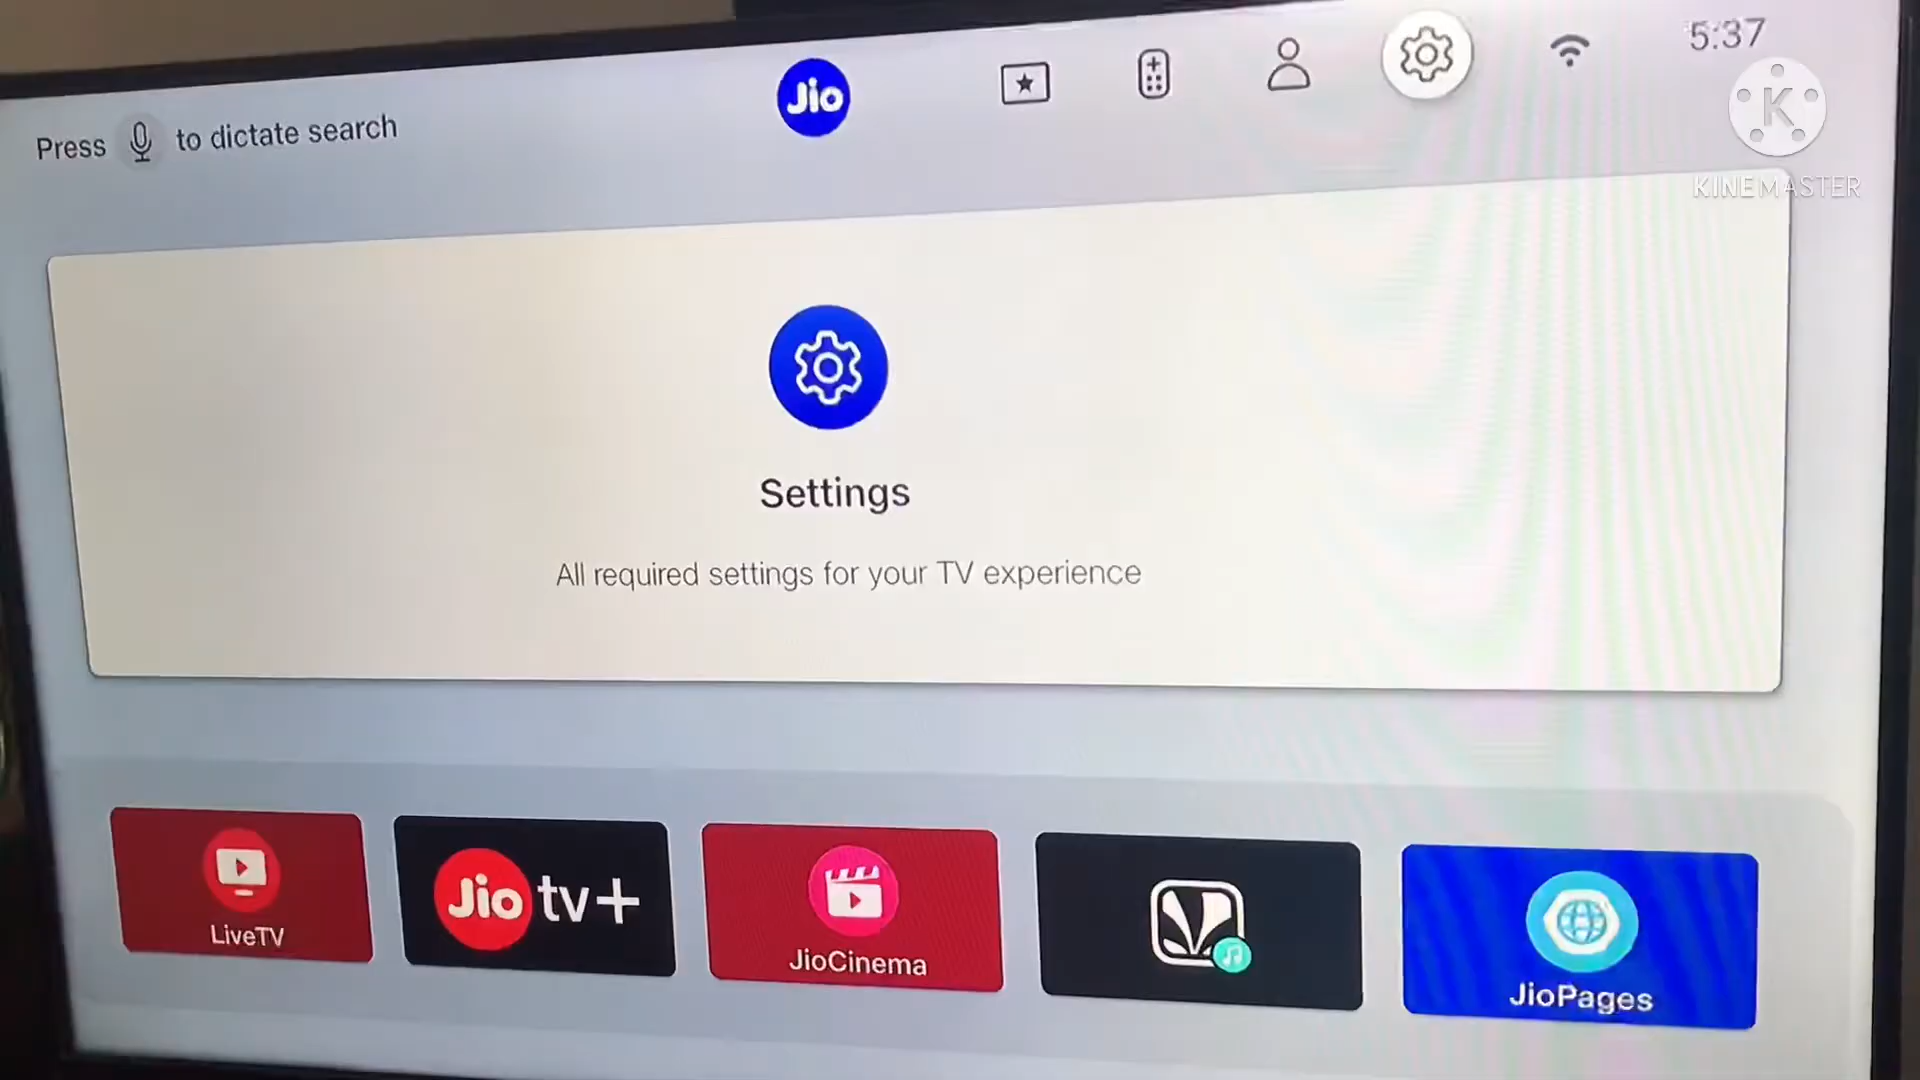 5:37
Jio
Press to dictate search
K
KINEMASTER
Settings
All required settings for your TV experience
LiveTV
Jio tv+
JioCinema
JioPages